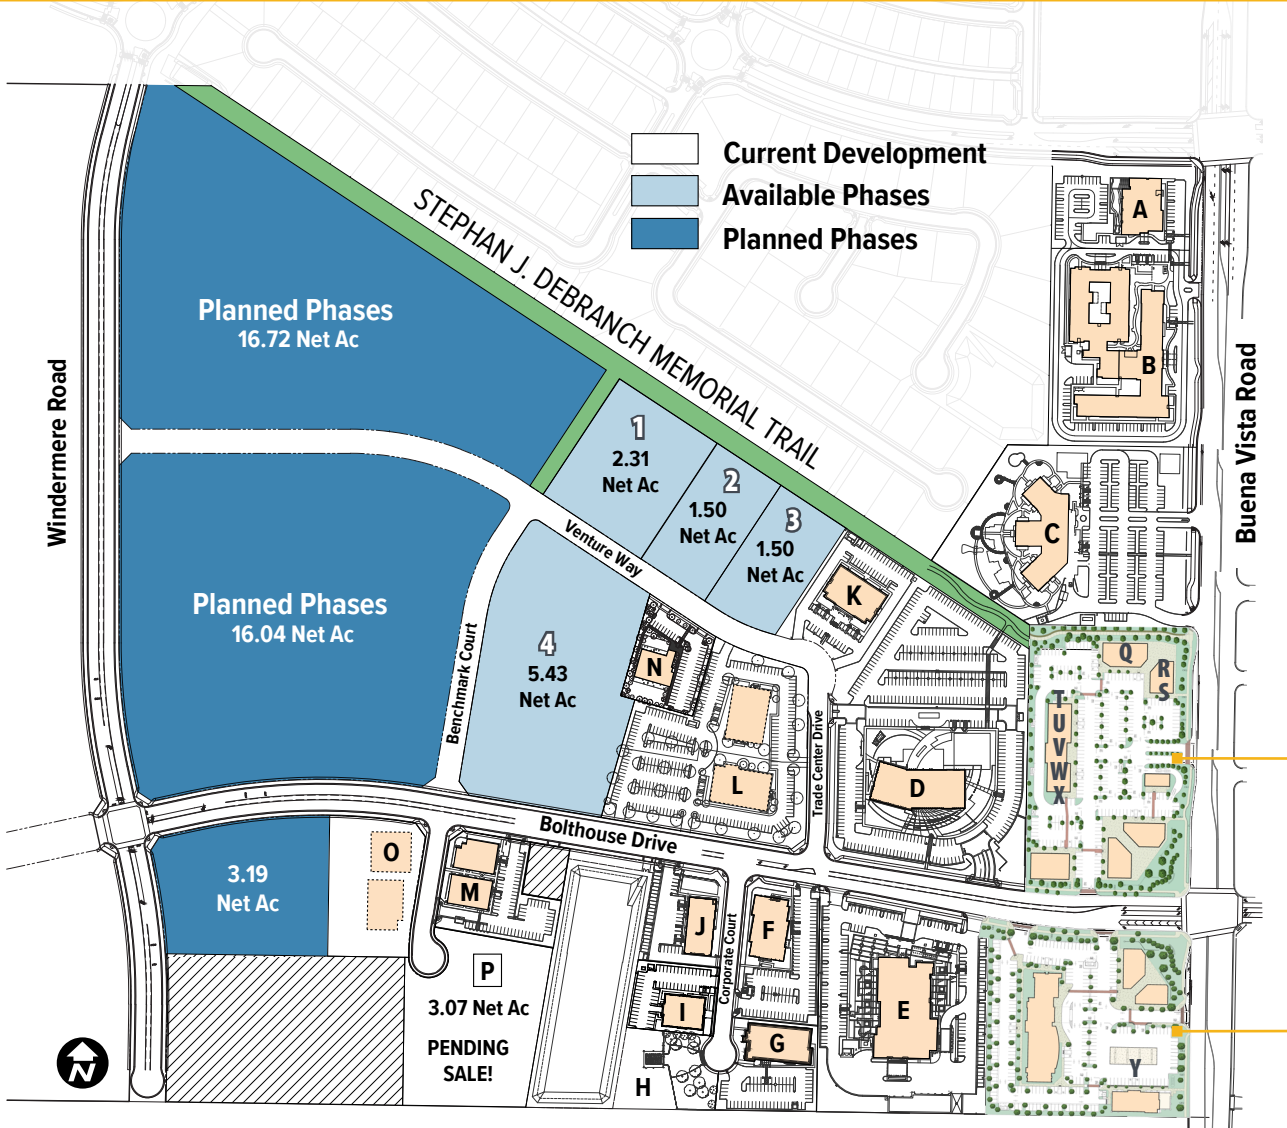 Current Development
Available Phases
Planned Phases
STEPHAN J. DEBRANCH MEMORIAL TRAIL
Planned Phases
16.72 Net Ac
Windermere Road
Buena Vista Road
A
B
C
1
2.31
Net Ac
2
1.50
Net Ac
3
1.50
Net Ac
Venture Way
K
Planned Phases
16.04 Net Ac
Benchmark Court
4
5.43
Net Ac
N
L
Trade Center Drive
D
Q
R
S
T
U
V
W
X
Bolthouse Drive
3.19
Net Ac
O
M
J
Corporate Court
F
E
P
3.07 Net Ac
PENDING
SALE!
I
G
H
Y
N